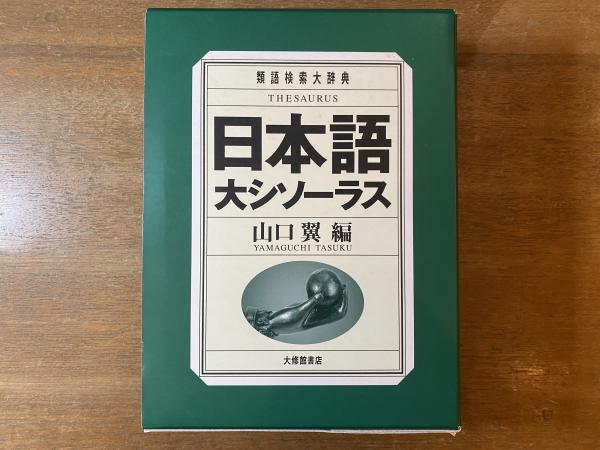 類語検索大辞典
THESAURUS
日本語
大シソーラス
山口翼 編
YAMAGUCHI TASUKU
大修館書店